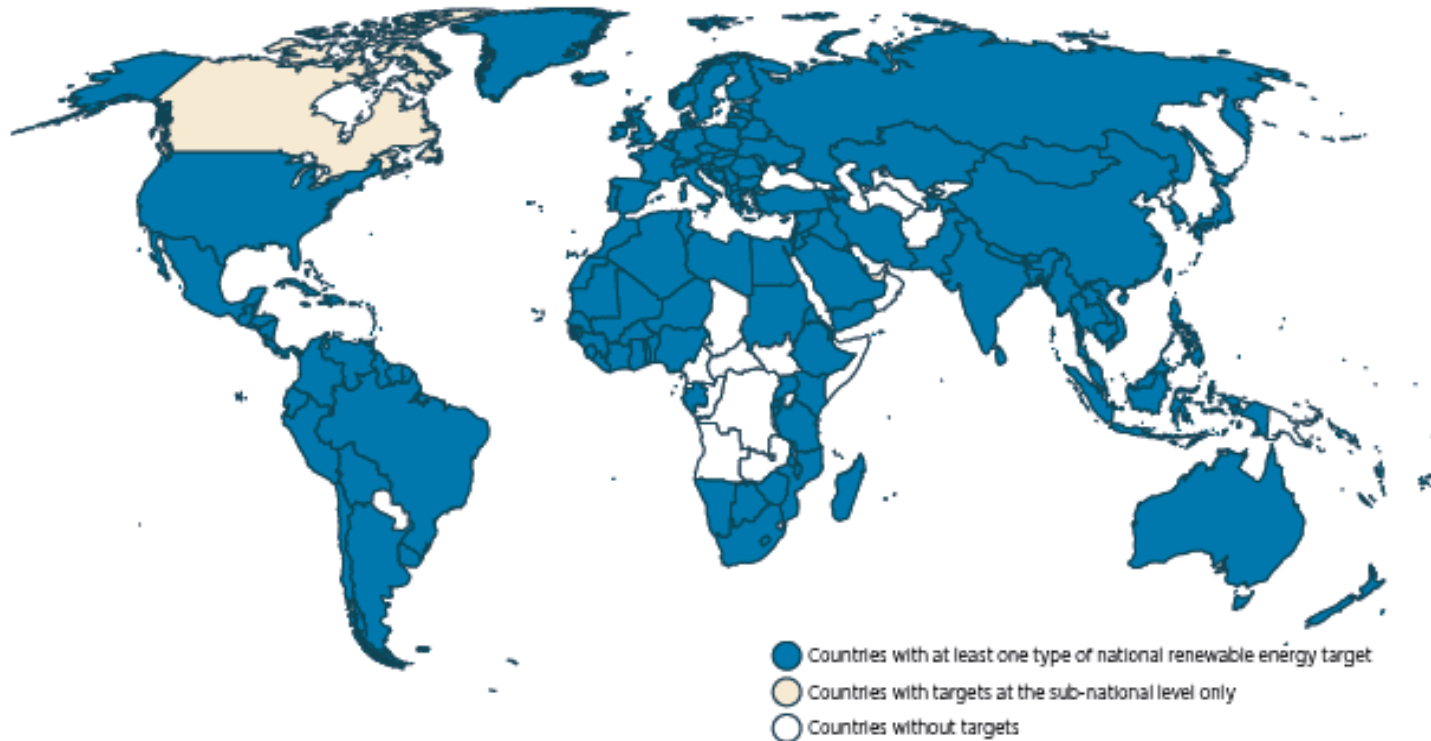 Countries with at least one type of national renewable energy target
Countries with targets at the sub-national level only
Countries without targets